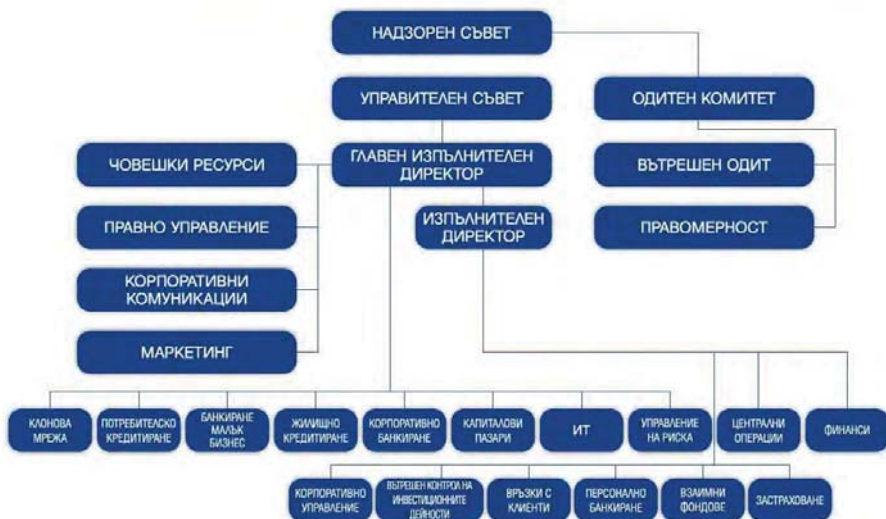 НАДЗОРЕН СЪВЕТ
УПРАВИТЕЛЕН СЪВЕТ
ОДИТЕН КОМИТЕТ
ЧОВЕШКИ РЕСУРСИ
ГЛАВЕН ИЗПЪЛНИТЕЛЕН
ДИРЕКТОР
ВЪТРЕШЕН ОДИТ
ПРАВНО УПРАВЛЕНИЕ
ИЗПЪЛНИТЕЛЕН
ДИРЕКТОР
ПРАВОМЕРНОСТ
КОРПОРАТИВНИ
КОМУНИКАЦИИ
МАРКЕТИНГ
КЛОНОВА
МРЕЖА
ПОТРЕБИТЕЛСКО
КРЕДИТИРАНЕ
БАНКИРАНЕ
МАЛЪК
БИЗНЕС
ЖИЛИЩНО
КРЕДИТИРАНЕ
КОРПОРАТИВНО
БАНКИРАНЕ
КАПИТАЛОВИ
ПАЗАРИ
ИТ
УПРАВЛЕНИЕ
НА РИСКА
ЦЕНТРАЛНИ
ОПЕРАЦИИ
ФИНАНСИ
КОРПОРАТИВНО
УПРАВЛЕНИЕ
ВЪТРЕШЕН КОНТРОЛ НА
ИНВЕСТИЦИОННИТЕ
ДЕЙНОСТИ
ВРЪЗКИ С
КЛИЕНТИ
ПЕРСОНАЛНО
БАНКИРАНЕ
ВЗАИМНИ
ФОНДОВЕ
ЗАСТРАХОВАНЕ